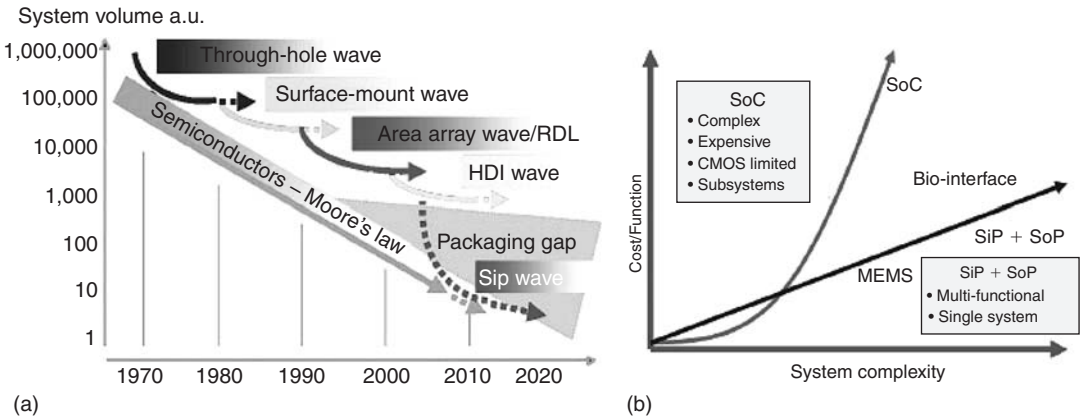 System volume a.u.
1,000,000
100,000
10,000
1,000
100
10
1
Through-hole wave
Surface-mount wave
Area array wave/RDL
HDI wave
Semiconductors – Moore's law
Packaging gap
Sip wave
1970 1980 1990 2000 2010 2020
(a)
Cost/Function
SoC
• Complex
• Expensive
• CMOS limited
• Subsystems
SoC
Bio-interface
SiP + SoP
MEMS
SiP + SoP
• Multi-functional
• Single system
System complexity
(b)